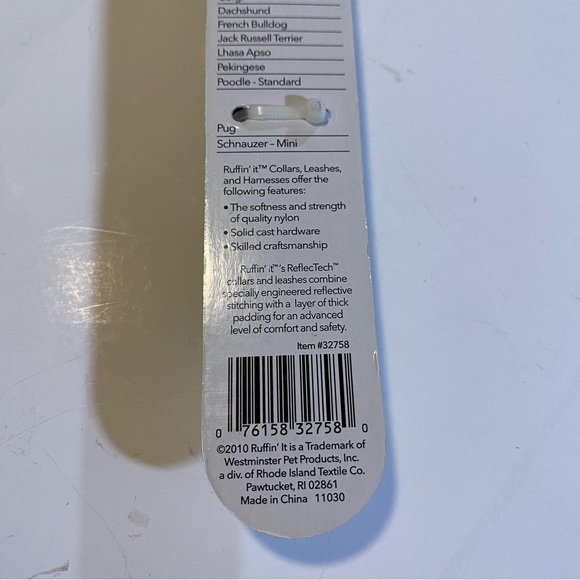 Dachshund
French Bulldog
Jack Russell Terrier
Lhasa Apso
Pekingese
Poodle - Standard
Pug
Schnauzer - Mini
Ruffin' it™ Collars, Leashes,
and Harnesses offer the
following features:
• The softness and strength
of quality nylon
• Solid cast hardware
• Skilled craftsmanship
Ruffin' it™'s ReflecTech™
collars and leashes combine
specially engineered reflective
stitching with a layer of thick
padding for an advanced
level of comfort and safety.
Item #32758
0 76158 32758 0
©2010 Ruffin' It is a Trademark of
Westminster Pet Products, Inc.
a div. of Rhode Island Textile Co.
Pawtucket, RI 02861
Made in China 11030